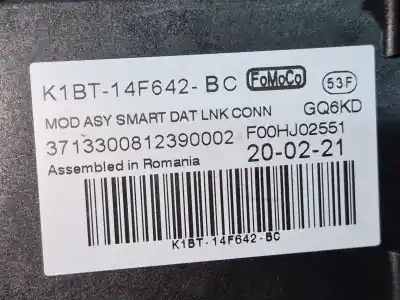 K1BT-14F642-BC FoMoCo 53F
MOD ASY SMART DAT LNK CONN GQ6KD
3713300812390002 F00HJ02551
Assembled in Romania 20-02-21
K1BT-14F642-BC